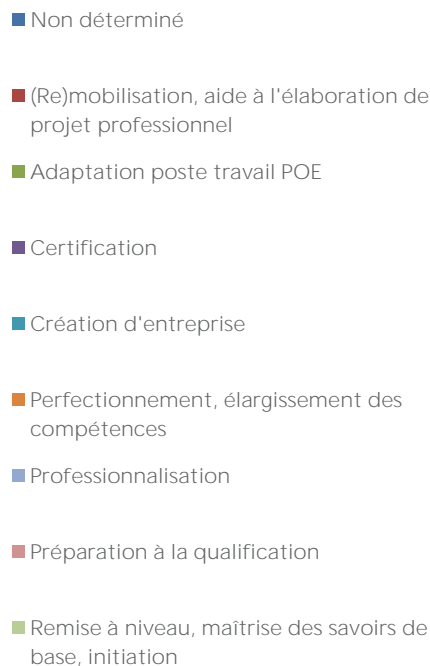 Non déterminé
(Re)mobilisation, aide à l'élaboration de
projet professionnel
Adaptation poste travail POE
Certification
Création d'entreprise
Perfectionnement, élargissement des
compétences
Professionnalisation
Préparation à la qualification
Remise à niveau, maîtrise des savoirs de
base, initiation